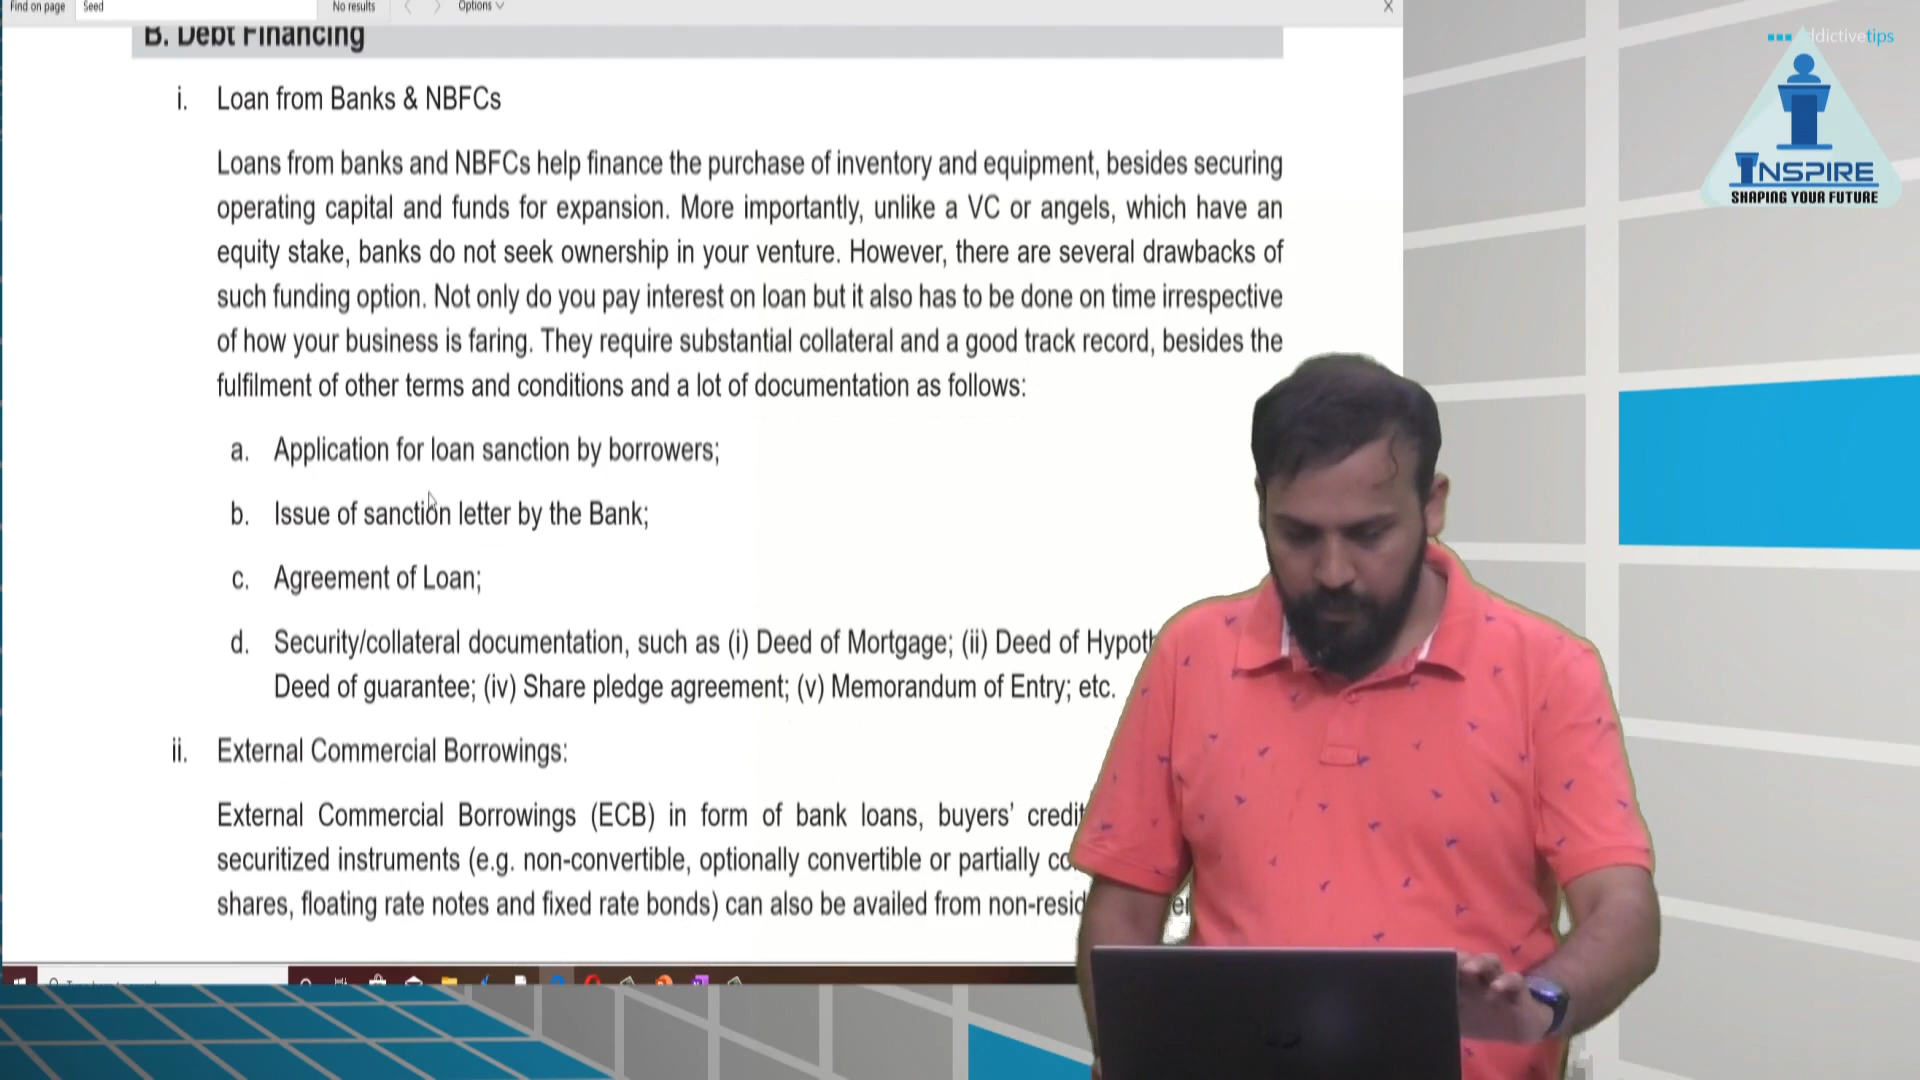 Find on page Seed No results Options
B. Debt Financing
i. Loan from Banks & NBFCs
Loans from banks and NBFCs help finance the purchase of inventory and equipment, besides securing
operating capital and funds for expansion. More importantly, unlike a VC or angels, which have an
equity stake, banks do not seek ownership in your venture. However, there are several drawbacks of
such funding option. Not only do you pay interest on loan but it also has to be done on time irrespective
of how your business is faring. They require substantial collateral and a good track record, besides the
fulfilment of other terms and conditions and a lot of documentation as follows:
a. Application for loan sanction by borrowers;
b. Issue of sanction letter by the Bank;
c. Agreement of Loan;
d. Security/collateral documentation, such as (i) Deed of Mortgage; (ii) Deed of
Deed of guarantee; (iv) Share pledge agreement; (v) Memorandum of Entry; etc.
ii. External Commercial Borrowings:
External Commercial Borrowings (ECB) in form of bank loans, buyers' credit
securitized instruments (e.g. non-convertible, optionally convertible or partially
shares, floating rate notes and fixed rate bonds) can also be availed from
ddictivetips
INSPIRE
SHAPING YOUR FUTURE